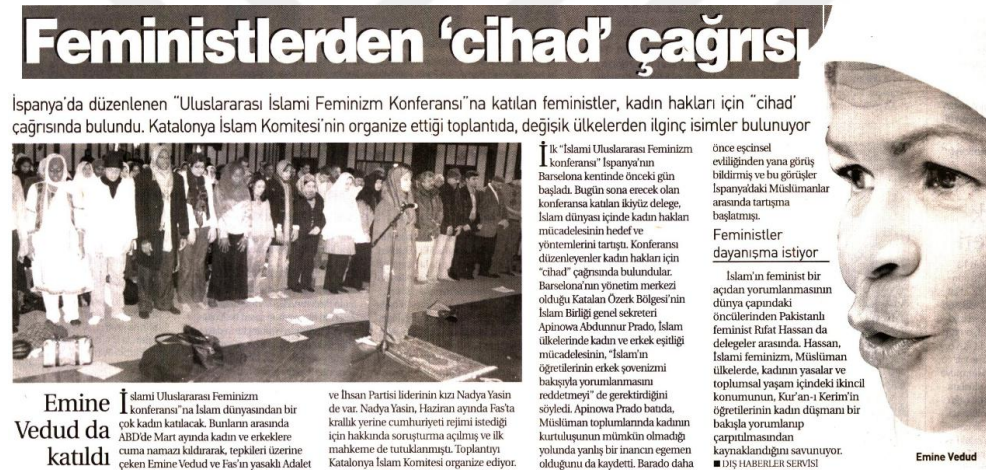 Feministlerden 'cihad' çağrısı
İspanya'da düzenlenen "Uluslararası İslami Feminizm Konferansı"na katılan feministler, kadın hakları için "cihad'
çağrısında bulundu. Katalonya İslam Komitesi'nin organize ettiği toplantıda, değişik ülkelerden ilginç isimler bulunuyor
Emine
Vedud da
katıldı
İslami Uluslararası Feminizm
konferansı"na İslam dünyasından bir
çok kadın katılacak. Bunların arasında
ABD'de Mart ayında kadın ve erkeklere
cuma namazı kıldırarak, tepkileri üzerine
çeken Emine Vedud ve Fas'ın yasaklı Adalet
ve İhsan Partisi liderinin kızı Nadya Yasin
de var. Nadya Yasin, Haziran ayında Fas'ta
krallık yerine cumhuriyeti rejimi istediği
için hakkında soruşturma açılmış ve ilk
mahkeme de tutuklanmıştı. Toplantıyı
Katalonya İslam Komitesi organize ediyor.
İlk "İslami Uluslararası Feminizm
konferansı" İspanya'nın
Barselona kentinde önceki gün
başladı. Bugün sona erecek olan
konferansa katılan ikiyüz delege,
İslam dünyası içinde kadın hakları
mücadelesinin hedef ve
yöntemlerini tartıştı. Konferansı
düzenleyenler kadın hakları için
"cihad" çağrısında bulundular.
Barselona'nın yönetim merkezi
olduğu Katalan Özerk Bölgesi'nin
İslam Birliği genel sekreteri
Apinowa Abdunnur Prado, İslam
ülkelerinde kadın ve erkek eşitliği
mücadelesinin, "İslam'ın
öğretilerinin erkek şovenizmi
bakışıyla yorumlanmasını
reddetmeyi" de gerektirdiğini
söyledi. Apinowa Prado batıda,
Müslüman toplumlarında kadının
kurtuluşunun mümkün olmadığı
yolunda yanlış bir inancın egemen
olduğunu da kaydetti. Barado daha
önce eşcinsel
evliliğinden yana görüş
bildirmiş ve bu görüşler
İspanya'daki Müslümanlar
arasında tartışma
başlatmışı.
Feministler
dayanışma istiyor
İslam'ın feminist bir
açıdan yorumlanmasının
dünya çapındaki
öncülerinden Pakistanlı
feminist Rıfat Hassan da
delegeler arasında. Hassan,
İslami feminizm, Müslüman
ülkelerde, kadının yasalar ve
toplumsal yaşam içindeki ikincil
konumunun, Kur'an-ı Kerim'in
öğretilerinin kadın düşmanı bir
bakışla yorumlanıp
çarpıtılmasından
kaynaklandığını savunuyor.
■ DIŞ HABERLER SERVİSİ
Emine Vedud